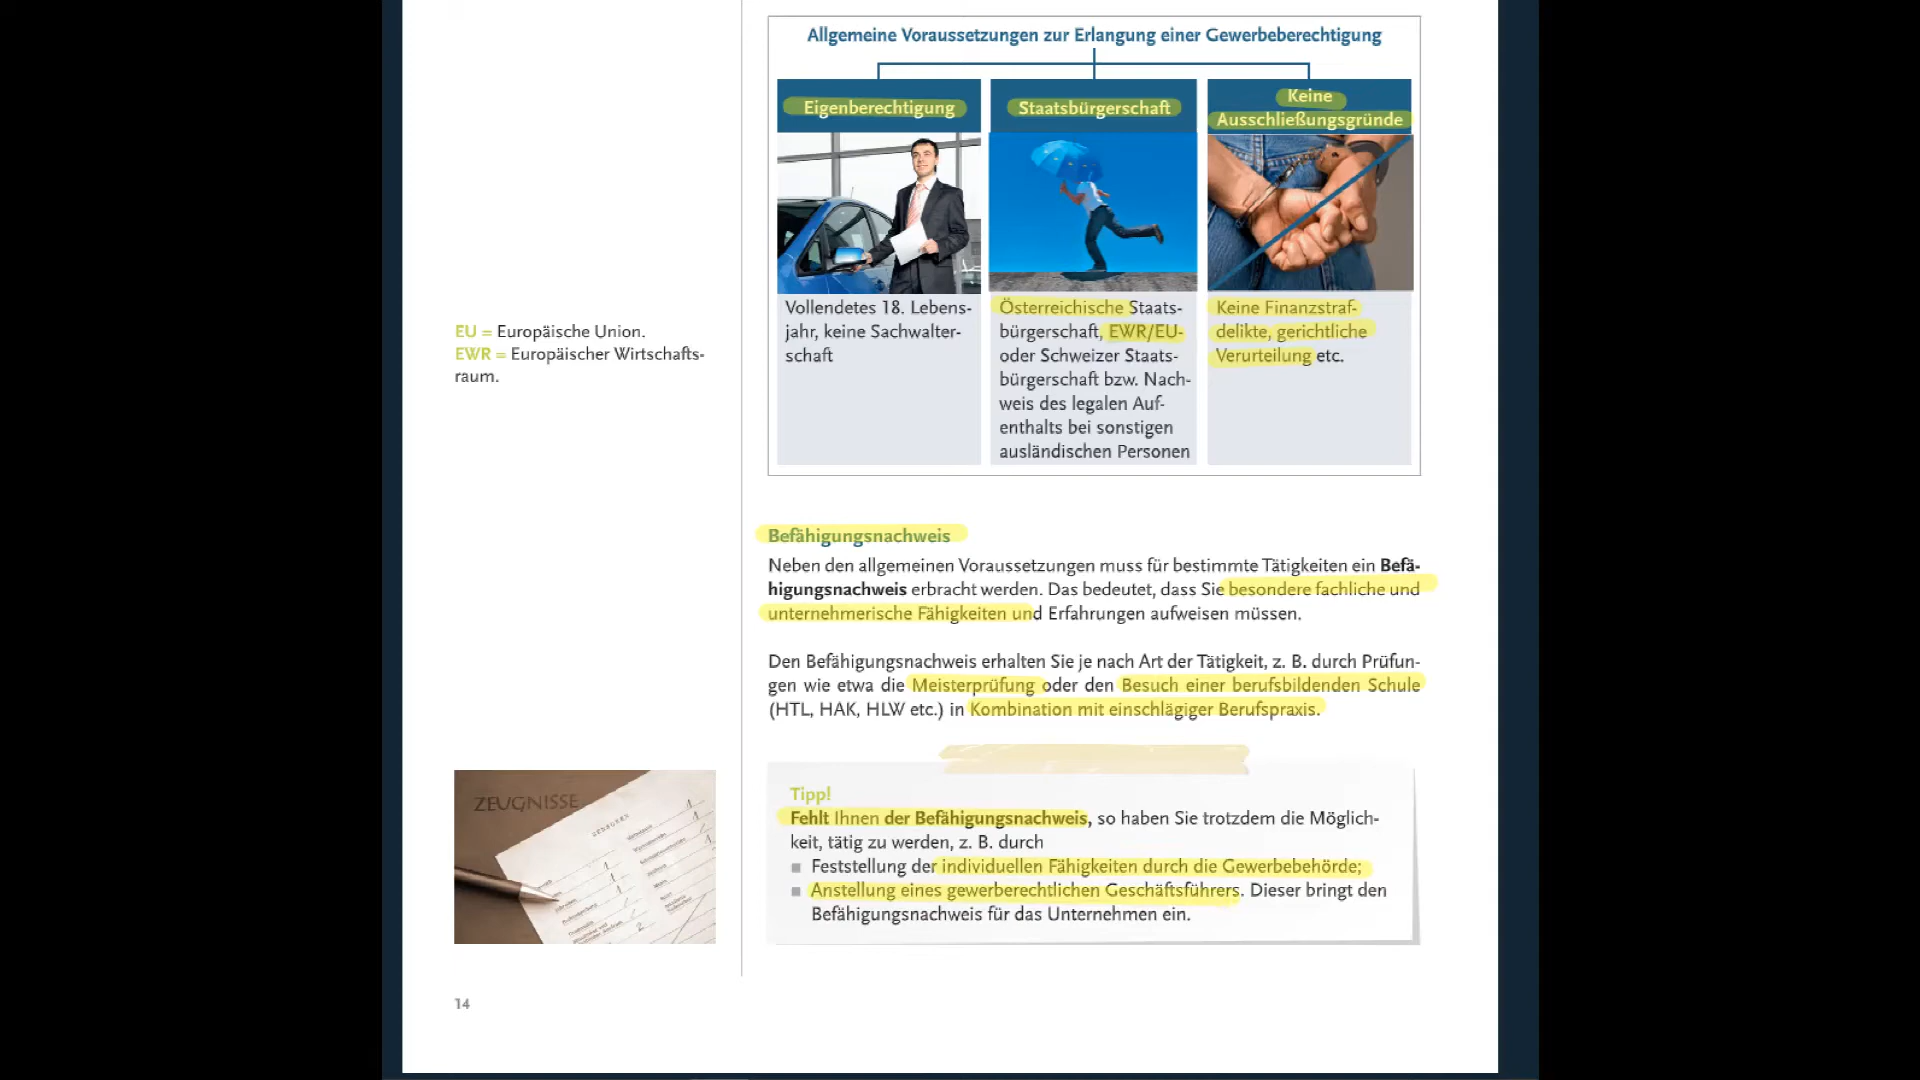 Allgemeine Voraussetzungen zur Erlangung einer Gewerbeberechtigung
Eigenberechtigung
Vollendetes 18. Lebens-
jahr, keine Sachwalter-
schaft
Staatsbürgerschaft
Österreichische Staats-
bürgerschaft, EWR/EU-
oder Schweizer Staats-
bürgerschaft bzw. Nach-
weis des legalen Auf-
enthalts bei sonstigen
ausländischen Personen
Keine
Ausschließungsgründe
Keine Finanzstraf-
delikte, gerichtliche
Verurteilung etc.
EU = Europäische Union.
EWR = Europäischer Wirtschafts-
raum.
Befähigungsnachweis
Neben den allgemeinen Voraussetzungen muss für bestimmte Tätigkeiten ein Befä-
higungsnachweis erbracht werden. Das bedeutet, dass Sie besondere fachliche und
unternehmerische Fähigkeiten und Erfahrungen aufweisen müssen.
Den Befähigungsnachweis erhalten Sie je nach Art der Tätigkeit, z. B. durch Prüfun-
gen wie etwa die Meisterprüfung oder den Besuch einer berufsbildenden Schule
(HTL, HAK, HLW etc.) in Kombination mit einschlägiger Berufspraxis.
ZEUGNISSE
Tipp!
Fehlt Ihnen der Befähigungsnachweis, so haben Sie trotzdem die Möglich-
keit, tätig zu werden, z. B. durch
Feststellung der individuellen Fähigkeiten durch die Gewerbebehörde;
Anstellung eines gewerberechtlichen Geschäftsführers. Dieser bringt den
Befähigungsnachweis für das Unternehmen ein.
14